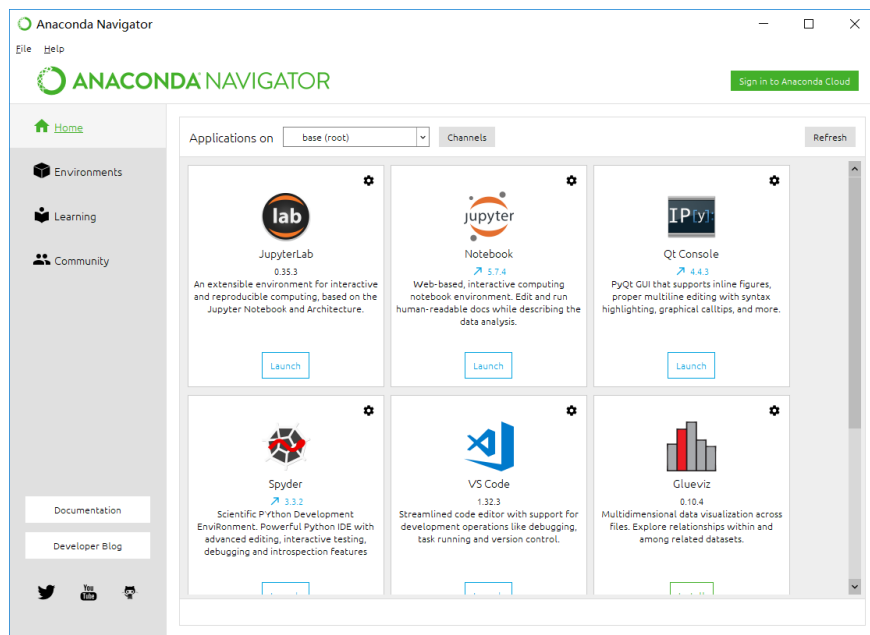 Anaconda Navigator
File Help
ANACONDA NAVIGATOR
Sign in to Anaconda Cloud
Home
Environments
Learning
Community
Documentation
Developer Blog
You
Tube
Applications on
base (root)
Channels
Refresh
lab
JupyterLab
0.35.3
An extensible environment for interactive
and reproducible computing, based on the
Jupyter Notebook and Architecture.
Launch
jupyter
Notebook
5.7.4
Web-based, interactive computing
notebook environment. Edit and run
human-readable docs while describing the
data analysis.
Launch
IP[y]:
Qt Console
4.4.3
PyQt GUI that supports inline figures,
proper multiline editing with syntax
highlighting, graphical calltips, and more.
Launch
Spyder
3.3.2
Scientific PYthon Development
EnviRonment. Powerful Python IDE with
advanced editing, interactive testing,
debugging and introspection features
VS Code
1.32.3
Streamlined code editor with support for
development operations like debugging,
task running and version control.
Glueviz
0.10.4
Multidimensional data visualization across
files. Explore relationships within and
among related datasets.